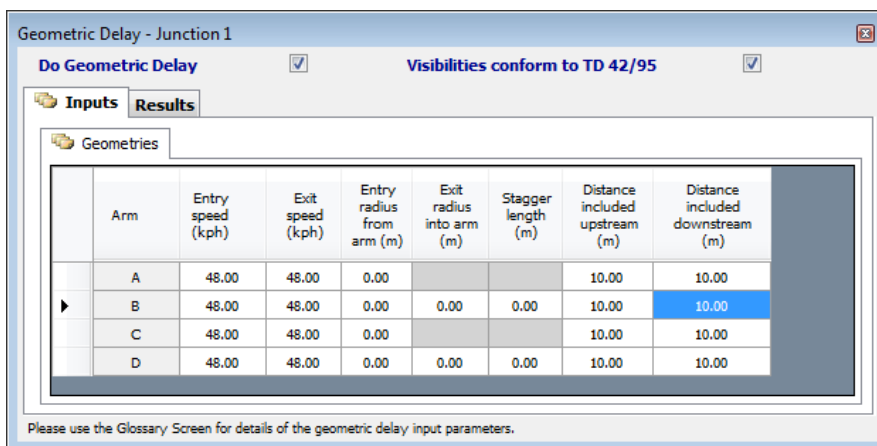 Geometric Delay - Junction 1
Do Geometric Delay Visibilities conform to TD 42/95
Inputs Results
Geometries
Arm Entry speed (kph) Exit speed (kph) Entry radius from arm (m) Exit radius into arm (m) Stagger length (m) Distance included upstream (m) Distance included downstream (m)
A 48.00 48.00 0.00 10.00 10.00
B 48.00 48.00 0.00 0.00 0.00 10.00 10.00
C 48.00 48.00 0.00 10.00 10.00
D 48.00 48.00 0.00 0.00 0.00 10.00 10.00
Please use the Glossary Screen for details of the geometric delay input parameters.